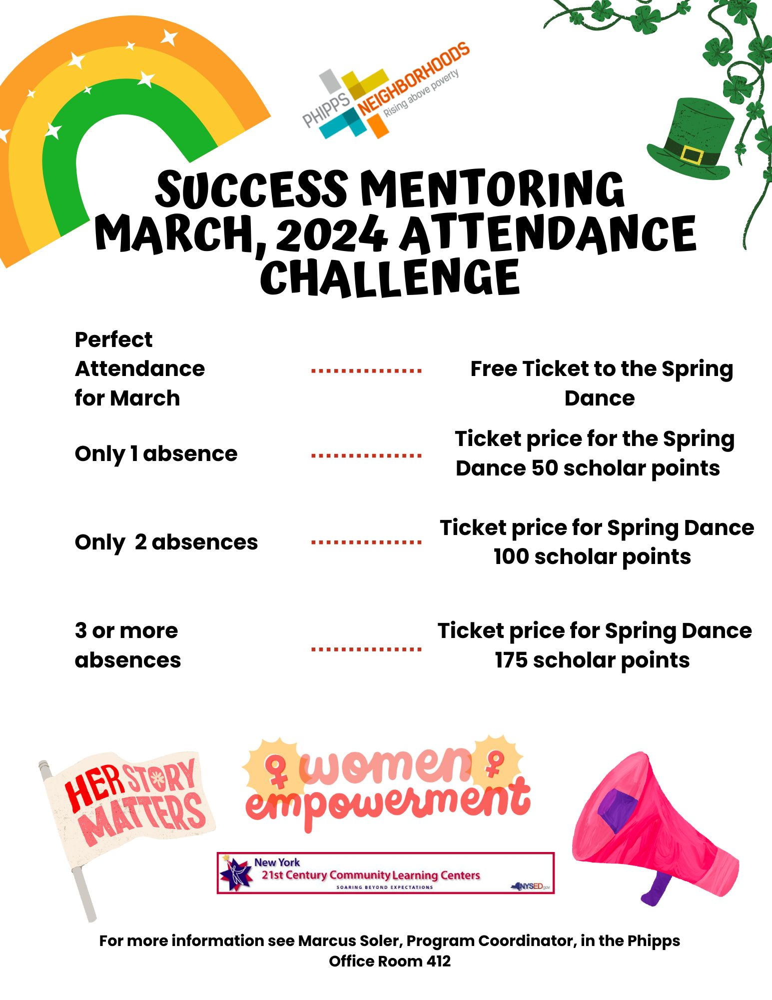 PHIPPS NEIGHBORHOODS
Rising above poverty
SUCCESS MENTORING
MARCH, 2024 ATTENDANCE
CHALLENGE
Perfect
Attendance
for March
Free Ticket to the Spring
Dance
Only 1 absence
Ticket price for the Spring
Dance 50 scholar points
Only 2 absences
Ticket price for Spring Dance
100 scholar points
3 or more
absences
Ticket price for Spring Dance
175 scholar points
HER STORY
MATTERS
women
empowerment
New York
21st Century Community Learning Centers
SOARING BEYOND EXPECTATIONS
NYSED.gov
For more information see Marcus Soler, Program Coordinator, in the Phipps
Office Room 412